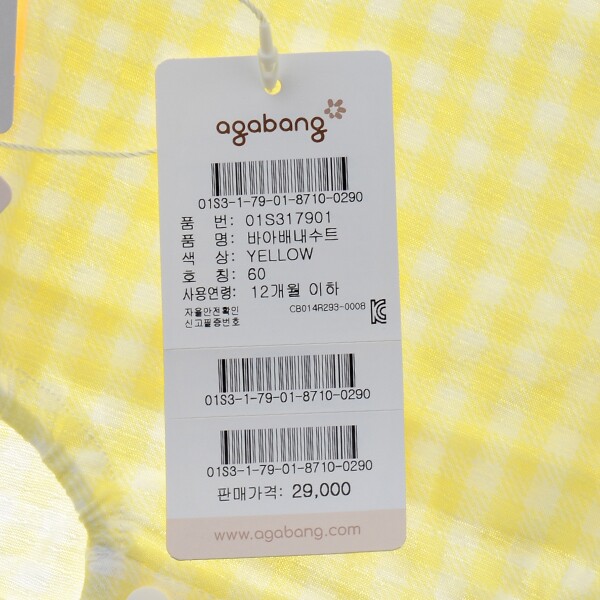 agabang
01S3-1-79-01-8710-0290
품 번: 01S317901
품 명: 바아배내수트
색 상: YELLOW
호 칭: 60
사용연령: 12개월 이하
자율안전확인
신고필증번호 CB014A293-0008
01S3-1-79-01-8710-0290
01S3-1-79-01-8710-0290
판매가격: 29,000
www.agabang.com